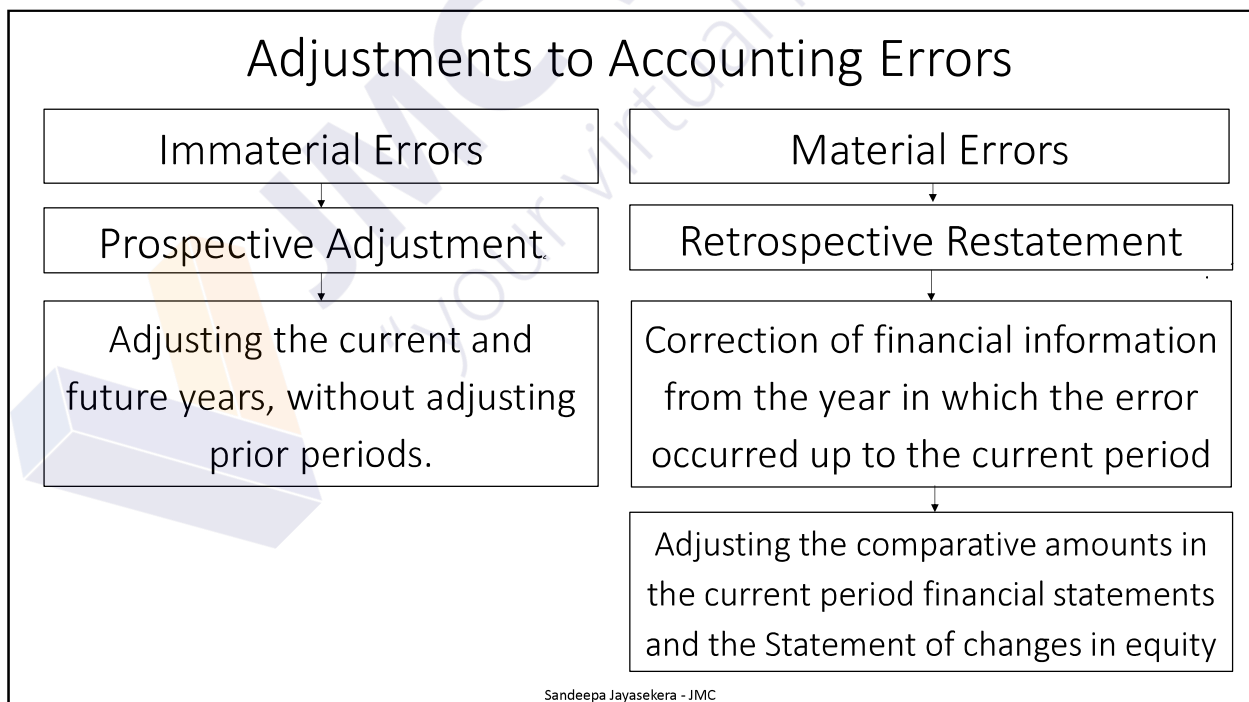 Adjustments to Accounting Errors
Immaterial Errors
Prospective Adjustment
Adjusting the current and
future years, without adjusting
prior periods.
Material Errors
Retrospective Restatement
Correction of financial information
from the year in which the error
occurred up to the current period
Adjusting the comparative amounts in
the current period financial statements
and the Statement of changes in equity
JMC
"your virtual
Sandeepa Jayasekera - JMC